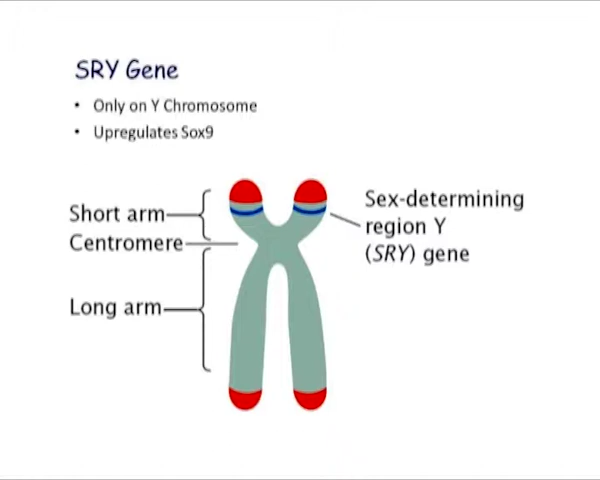 SRY Gene
• Only on Y Chromosome
• Upregulates Sox9
Short arm
Centromere
Long arm
Sex-determining
region Y
(SRY) gene